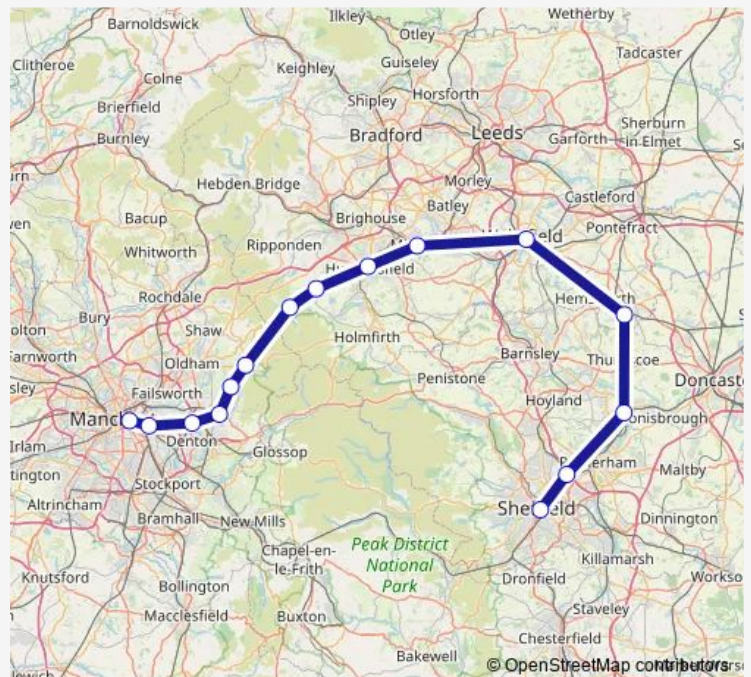 Ilkley
Wetherby
Barnoldswick
Otley
Tadcaster
Clitheroe
Colne
Keighley
Guiseley
Brierfield
Shipley
Horsforth
Sherburn
in Elmet
Burnley
Bradford
Leeds
Garforth
Hebden Bridge
Morley
Castleford
Bacup
Brighouse
Batley
Pontefract
Whitworth
Ripponden
Rochdale
Bury
Shaw
Holmfirth
Barnsley
Oldham
Penistone
Failsworth
Hoyland
Irlam
Denton
Glossop
Maltby
Stockport
Altrincham
Bramhall
New Mills
Dinnington
Chapel-en-
le-Frith
Peak District
National
Park
Killamarsh
Knutsford
Bollington
Dronfield
Macclesfield
Buxton
Staveley
Chesterfield
Bakewell
© OpenStreetMap contributors